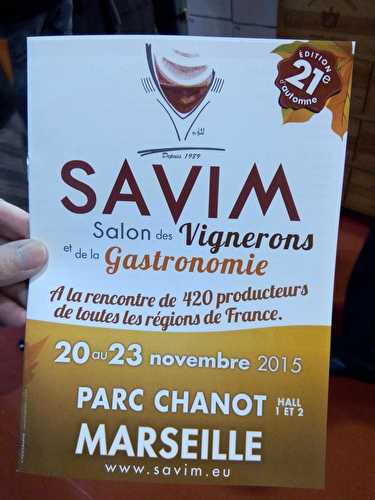 ÉDITION
21e
d'automne
Depuis 1989
SAVIM
Salon des Vignerons
et de la Gastronomie
A la rencontre de 420 producteurs
de toutes les régions de France.
20 au 23 novembre 2015
PARC CHANOT HALL
1 ET 2
MARSEILLE
www.savim.eu